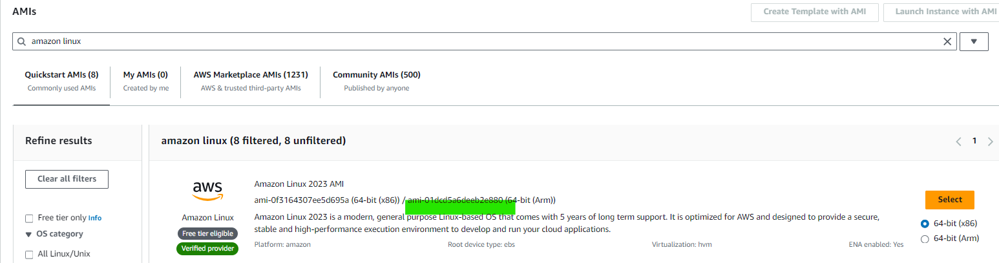 AMIs
Create Template with AMI
Launch Instance with AMI
amazon linux
Quickstart AMIs (8)
Commonly used AMIs
My AMIs (0)
Created by me
AWS Marketplace AMIs (1231)
AWS & trusted third-party AMIs
Community AMIs (500)
Published by anyone
Refine results
Clear all filters
Free tier only Info
OS category
All Linux/Unix
amazon linux (8 filtered, 8 unfiltered)
1
aws
Amazon Linux
Free tier eligible
Verified provider
Amazon Linux 2023 AMI
ami-0f3164307ee5d695a (64-bit (x86)) / ami-01dcd5a6deeb2e880 (64-bit (Arm))
Amazon Linux 2023 is a modern, general purpose Linux-based OS that comes with 5 years of long term support. It is optimized for AWS and designed to provide a secure,
stable and high-performance execution environment to develop and run your cloud applications.
Platform: amazon
Root device type: ebs
Virtualization: hvm
ENA enabled: Yes
Select
64-bit (x86)
64-bit (Arm)